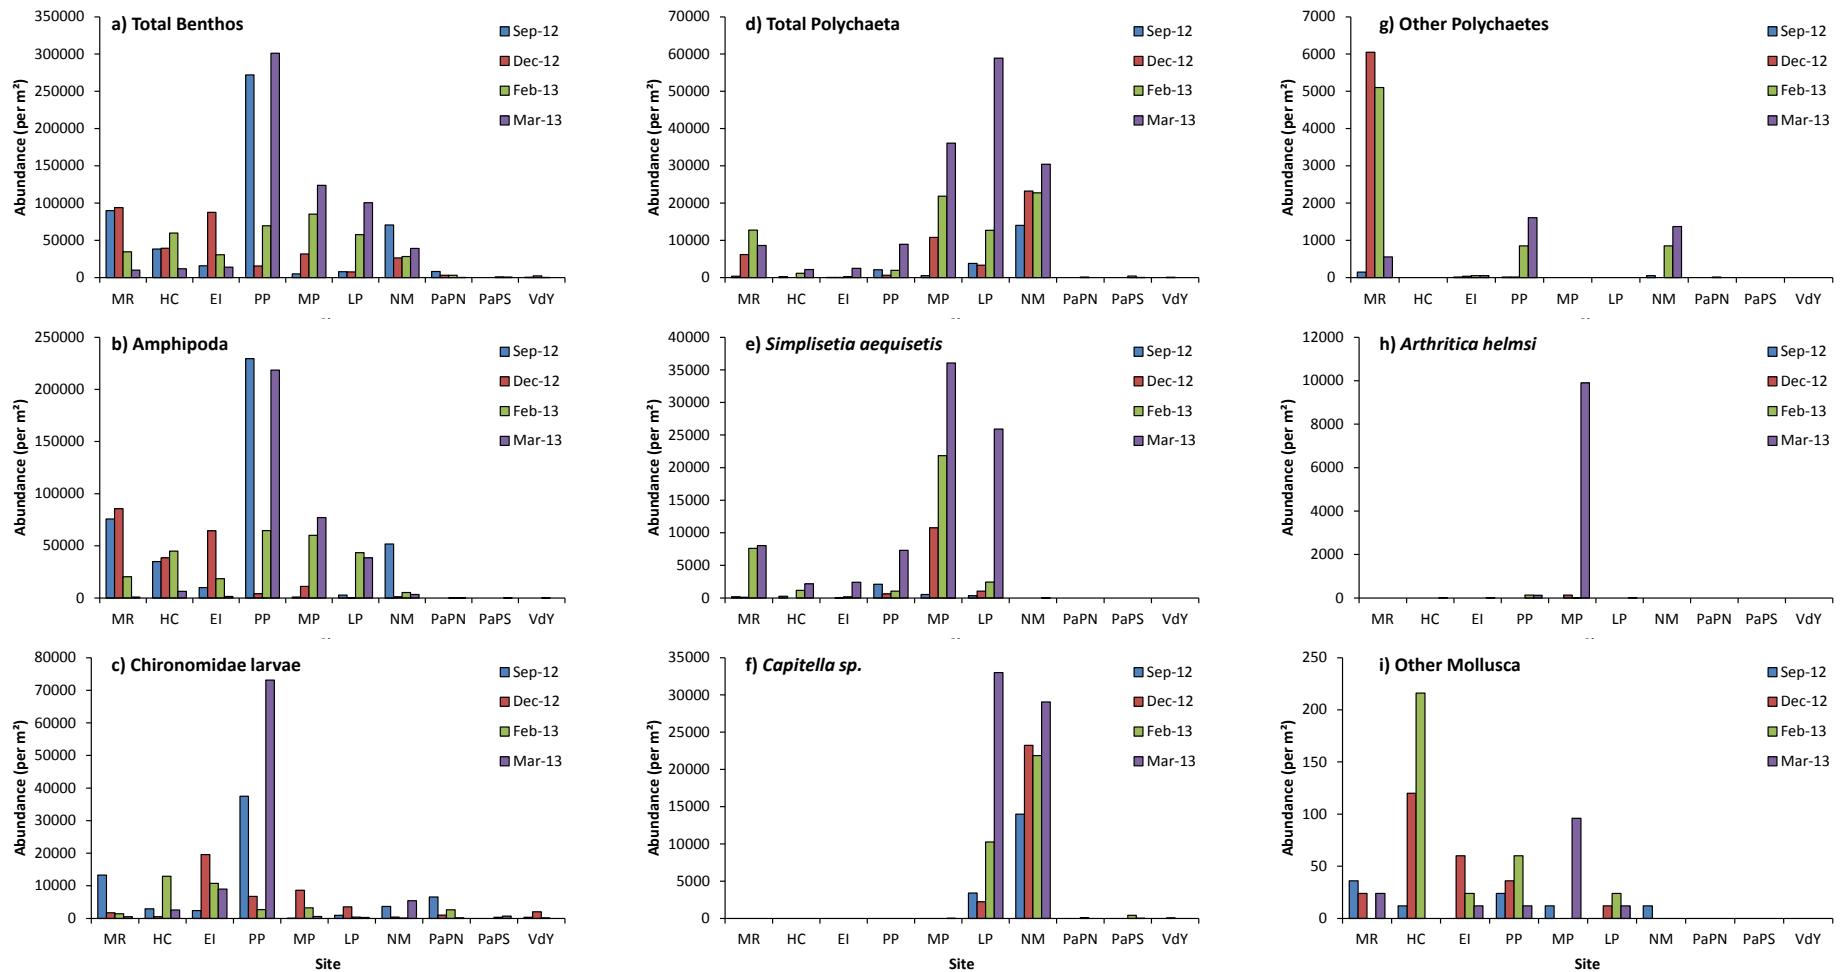 a) Total Benthos
Abundance (per m²)
350000
300000
250000
200000
150000
100000
50000
0
MR HC EI PP MP LP NM PaPN PaPS VdY
Sep-12
Dec-12
Feb-13
Mar-13
d) Total Polychaeta
Abundance (per m²)
70000
60000
50000
40000
30000
20000
10000
0
MR HC EI PP MP LP NM PaPN PaPS VdY
Sep-12
Dec-12
Feb-13
Mar-13
g) Other Polychaetes
Abundance (per m²)
7000
6000
5000
4000
3000
2000
1000
0
MR HC EI PP MP LP NM PaPN PaPS VdY
Sep-12
Dec-12
Feb-13
Mar-13
b) Amphipoda
Abundance (per m²)
250000
200000
150000
100000
50000
0
MR HC EI PP MP LP NM PaPN PaPS VdY
Sep-12
Dec-12
Feb-13
Mar-13
e) Simplisetia aequisetis
Abundance (per m²)
40000
35000
30000
25000
20000
15000
10000
5000
0
MR HC EI PP MP LP NM PaPN PaPS VdY
Sep-12
Dec-12
Feb-13
Mar-13
h) Arthritica helmsi
Abundance (per m²)
12000
10000
8000
6000
4000
2000
0
MR HC EI PP MP LP NM PaPN PaPS VdY
Sep-12
Dec-12
Feb-13
Mar-13
c) Chironomidae larvae
Abundance (per m²)
80000
70000
60000
50000
40000
30000
20000
10000
0
MR HC EI PP MP LP NM PaPN PaPS VdY
Site
Sep-12
Dec-12
Feb-13
Mar-13
f) Capitella sp.
Abundance (per m²)
35000
30000
25000
20000
15000
10000
5000
0
MR HC EI PP MP LP NM PaPN PaPS VdY
Site
Sep-12
Dec-12
Feb-13
Mar-13
i) Other Mollusca
Abundance (per m²)
250
200
150
100
50
0
MR HC EI PP MP LP NM PaPN PaPS VdY
Site
Sep-12
Dec-12
Feb-13
Mar-13